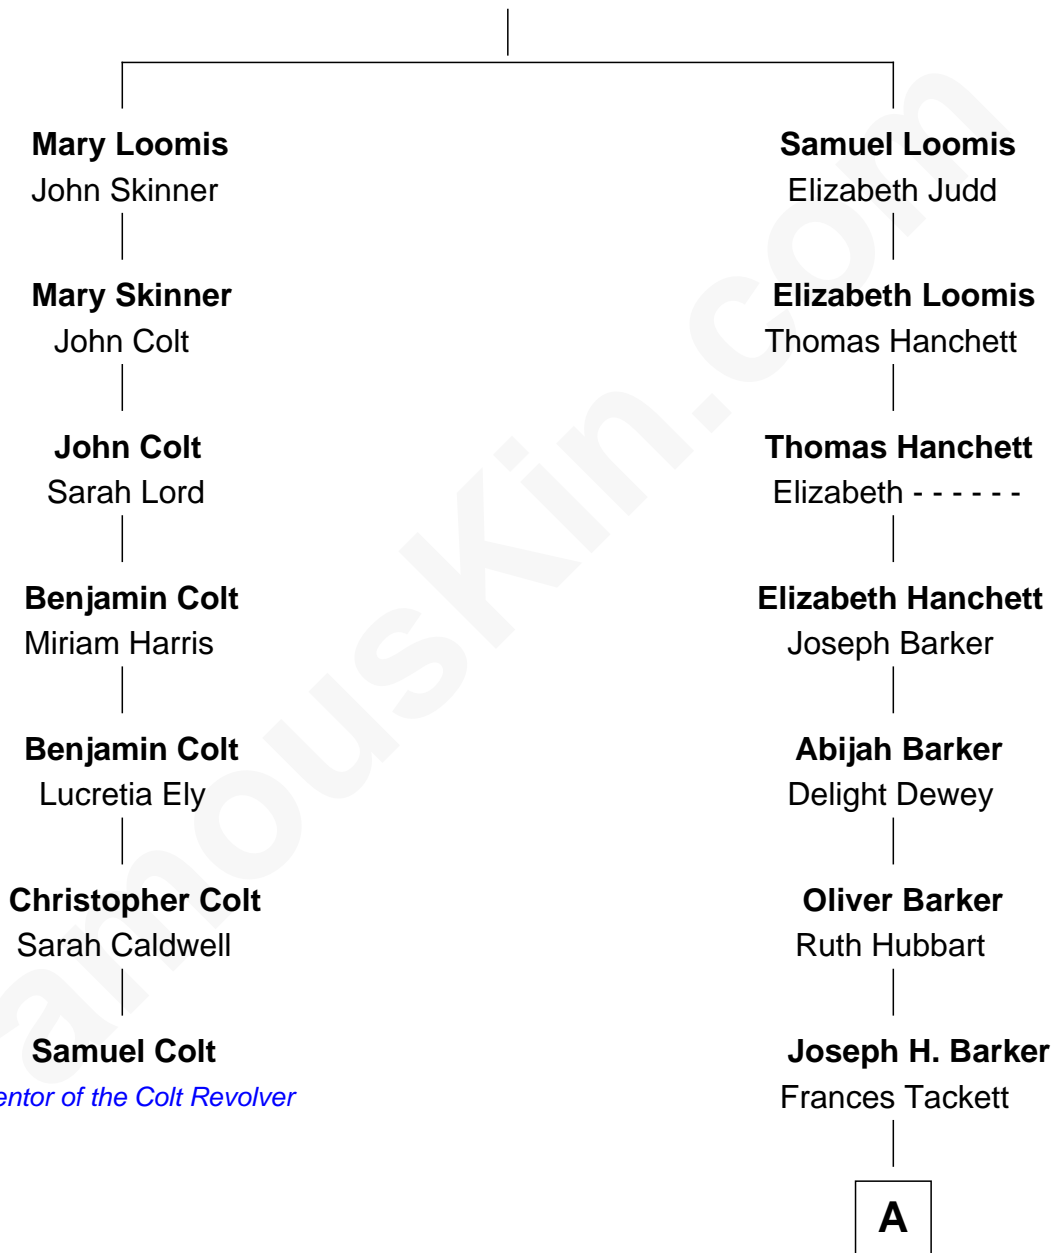 Mary Loomis
John Skinner
Mary Skinner
John Colt
John Colt
Sarah Lord
Benjamin Colt
Miriam Harris
Benjamin Colt
Lucretia Ely
Christopher Colt
Sarah Caldwell
Samuel Colt
entor of the Colt Revolver
Samuel Loomis
Elizabeth Judd
Elizabeth Loomis
Thomas Hanchett
Thomas Hanchett
Elizabeth - - - - - -
Elizabeth Hanchett
Joseph Barker
Abijah Barker
Delight Dewey
Oliver Barker
Ruth Hubbart
Joseph H. Barker
Frances Tackett
A
amouskin.com